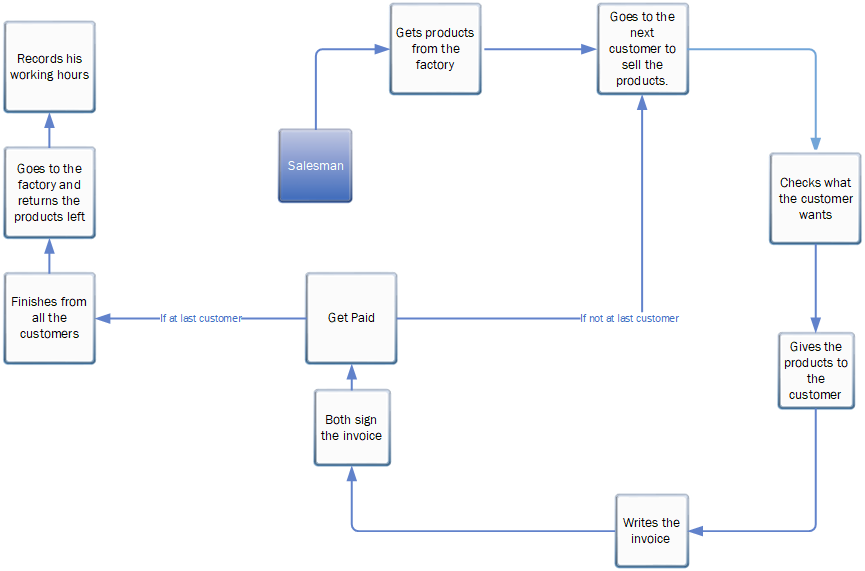 Salesman
Gets products
from the
factory
Goes to the
next
customer to
sell the
products.
Checks what
the customer
wants
Gives the
products to
the
customer
Writes the
invoice
Both sign
the invoice
Get Paid
If not at last customer
If at last customer
Finishes from
all the
customers
Goes to the
factory and
returns the
products left
Records his
working hours